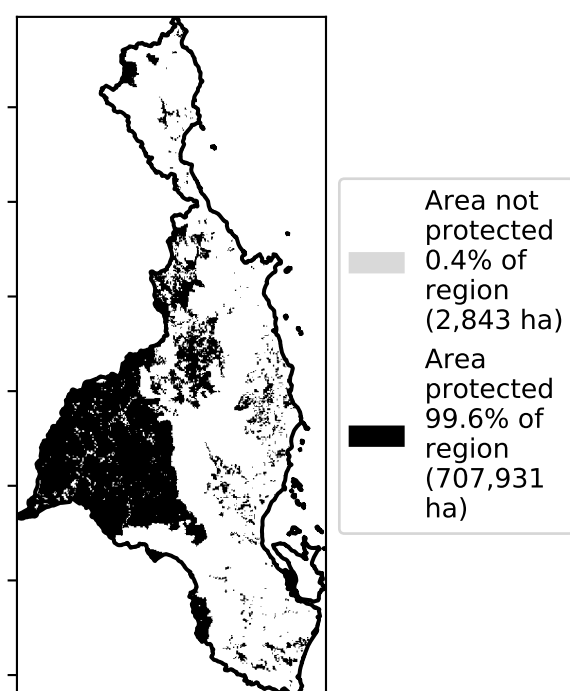 Area not
protected
0.4% of
region
(2,843 ha)
Area
protected
99.6% of
region
(707,931
ha)